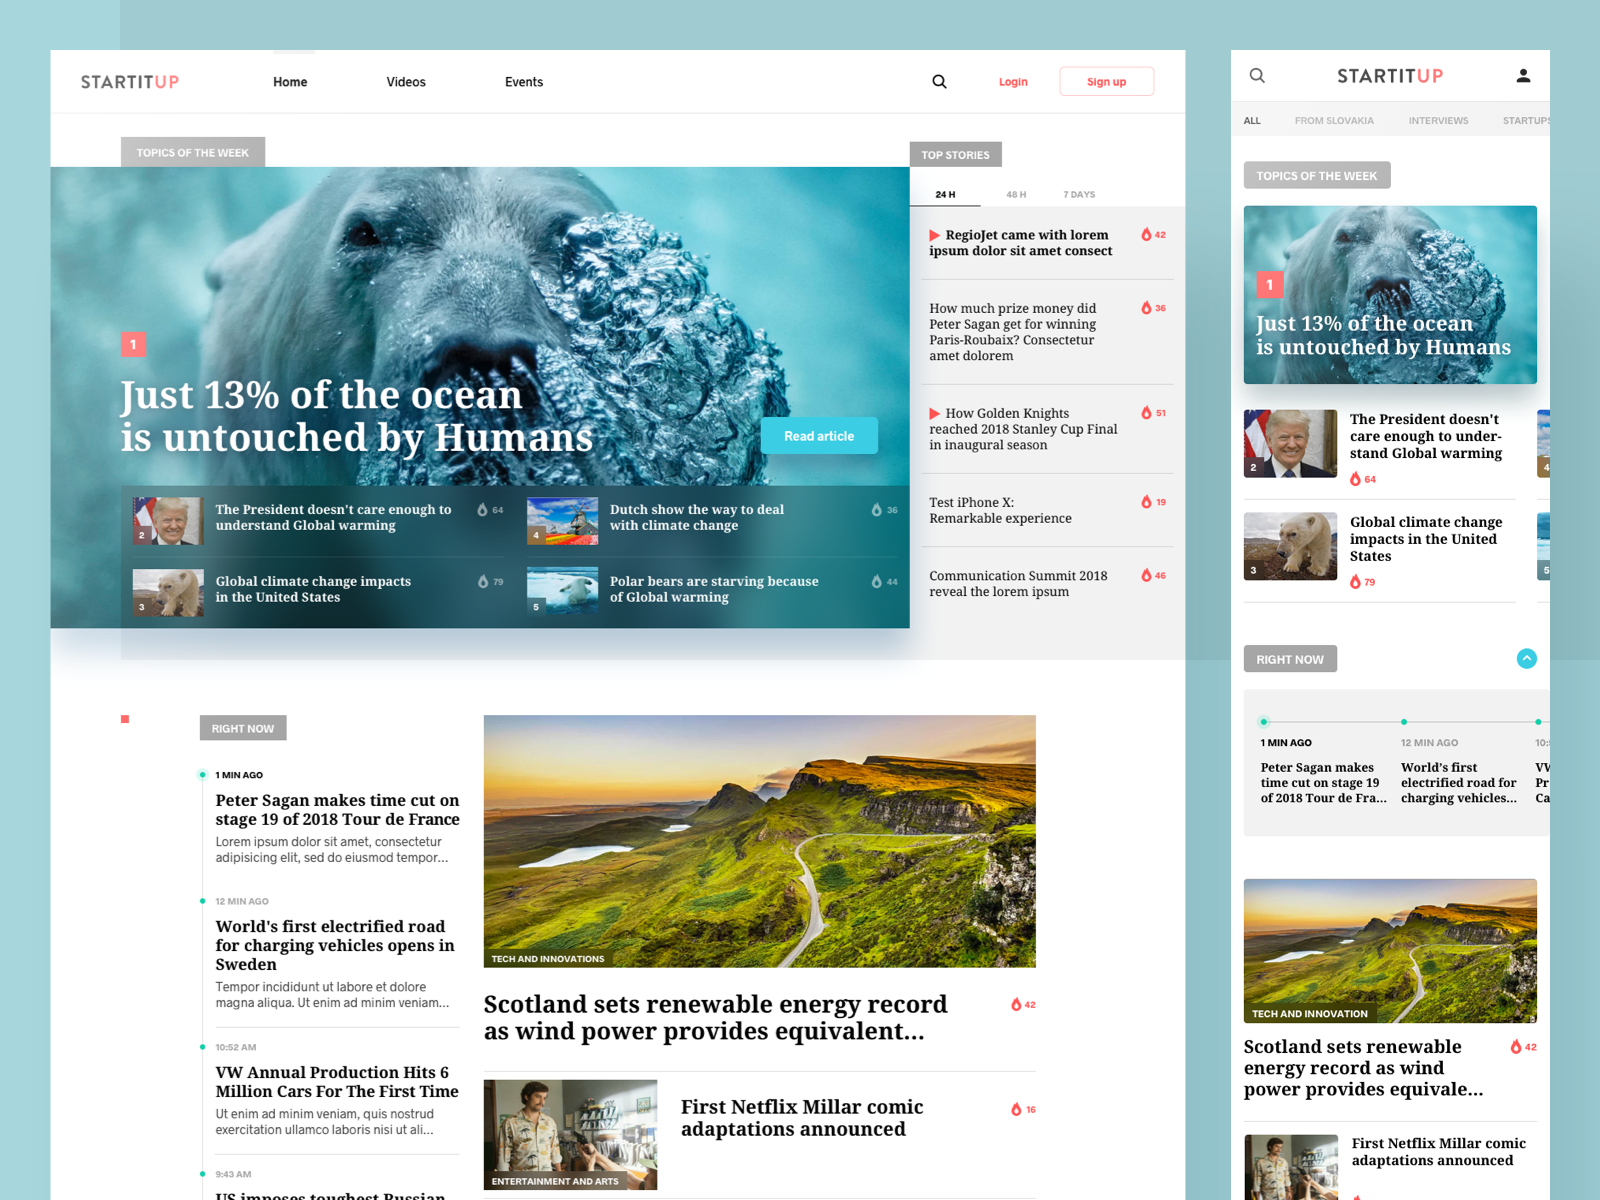 STARTITUP
Home
Videos
Events
Login
Sign up
TOPICS OF THE WEEK
1
Just 13% of the ocean
is untouched by Humans
Read article
2
The President doesn't care enough to
understand Global warming
64
4
Dutch show the way to deal
with climate change
36
3
Global climate change impacts
in the United States
79
5
Polar bears are starving because
of Global warming
44
TOP STORIES
24 H
48 H
7 DAYS
RegioJet came with lorem
ipsum dolor sit amet consect
42
How much prize money did
Peter Sagan get for winning
Paris-Roubaix? Consectetur
amet dolorem
36
How Golden Knights
reached 2018 Stanley Cup Final
in inaugural season
51
Test iPhone X:
Remarkable experience
19
Communication Summit 2018
reveal the lorem ipsum
46
RIGHT NOW
1 MIN AGO
Peter Sagan makes time cut on
stage 19 of 2018 Tour de France
Lorem ipsum dolor sit amet, consectetur
adipisicing elit, sed do eiusmod tempor...
12 MIN AGO
World's first electrified road
for charging vehicles opens in
Sweden
Tempor incididunt ut labore et dolore
magna aliqua. Ut enim ad minim veniam...
10:52 AM
VW Annual Production Hits 6
Million Cars For The First Time
Ut enim ad minim veniam, quis nostrud
exercitation ullamco laboris nisi ut ali...
9:43 AM
US imposes toughest Russian
TECH AND INNOVATIONS
Scotland sets renewable energy record
as wind power provides equivalent...
42
ENTERTAINMENT AND ARTS
First Netflix Millar comic
adaptations announced
16
STARTITUP
ALL
FROM SLOVAKIA
INTERVIEWS
STARTUPS
TOPICS OF THE WEEK
1
Just 13% of the ocean
is untouched by Humans
2
The President doesn't
care enough to under-
stand Global warming
64
4
3
Global climate change
impacts in the United
States
79
5
RIGHT NOW
1 MIN AGO
Peter Sagan makes
time cut on stage 19
of 2018 Tour de Fra...
12 MIN AGO
World's first
electrified road for
charging vehicles...
10:
VW
Pr
Ca
TECH AND INNOVATION
Scotland sets renewable
energy record as wind
power provides equivale...
42
First Netflix Millar comic
adaptations announced